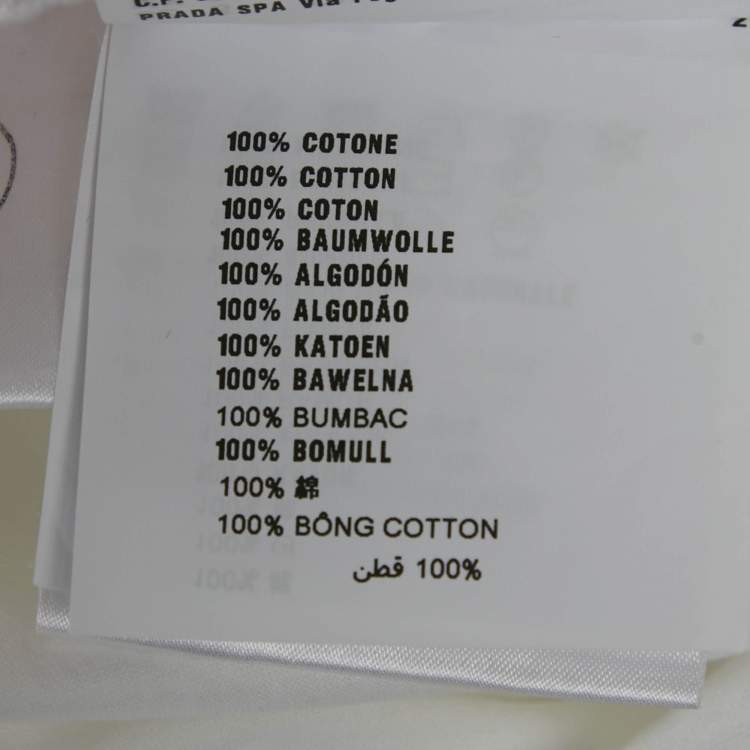 PRADA SPA Via
100% COTONE
100% COTTON
100% COTON
100% BAUMWOLLE
100% ALGODÓN
100% ALGODÃO
100% KATOEN
100% BAWELNA
100% BUMBAC
100% BOMULL
100% 綿
100% BÔNG COTTON
100% قطن